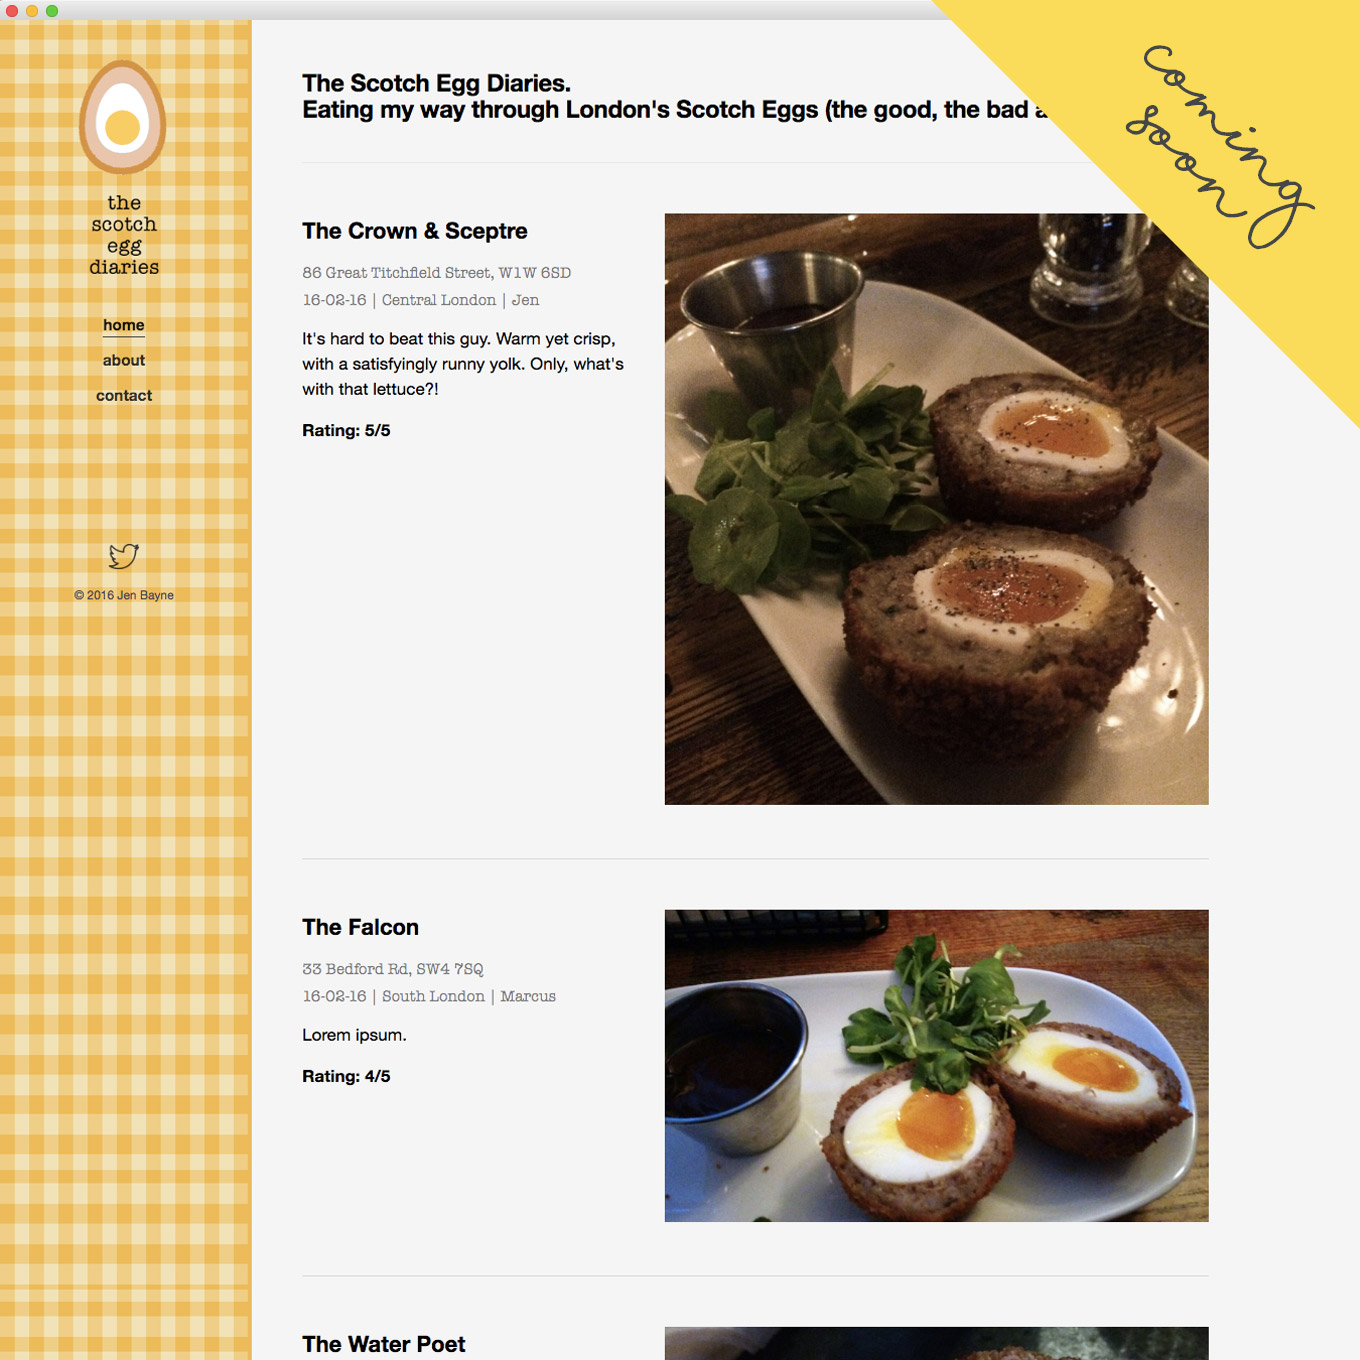 coming
soon
the
scotch
egg
diaries
home
about
contact
© 2016 Jen Bayne
The Scotch Egg Diaries.
Eating my way through London's Scotch Eggs (the good, the bad a
The Crown & Sceptre
86 Great Titchfield Street, W1W 6SD
16-02-16 | Central London | Jen
It's hard to beat this guy. Warm yet crisp,
with a satisfyingly runny yolk. Only, what's
with that lettuce?!
Rating: 5/5
The Falcon
33 Bedford Rd, SW4 7SQ
16-02-16 | South London | Marcus
Lorem ipsum.
Rating: 4/5
The Water Poet